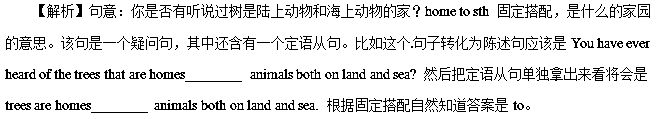 【解析】句意：你是否有听说过树是陆上动物和海上动物的家？home to sth 固定搭配，是什么的家园
的意思。该句是一个疑问句，其中还含有一个定语从句。比如这个.句子转化为陈述句应该是 You have ever
heard of the trees that are homes________ animals both on land and sea? 然后把定语从句单独拿出来看将会是
trees are homes________ animals both on land and sea. 根据固定搭配自然知道答案是 to。